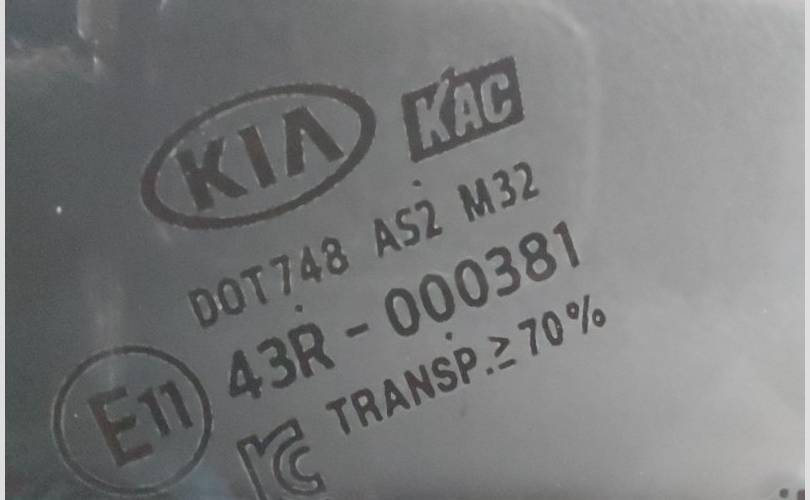 KIA KAC
DOT748 AS2 M32
43R-000381
E11 TRANSP.≥70%